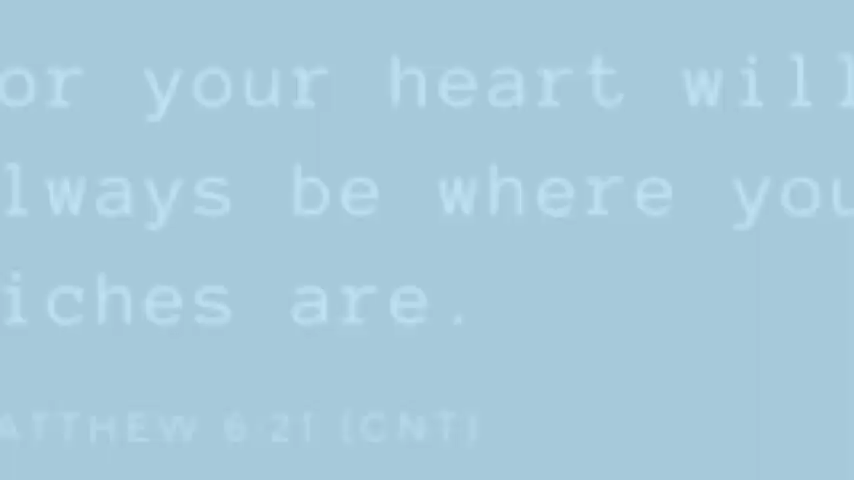 or your heart will
lways be where you
iches are.
ATTHEW 6:21 (GNT)